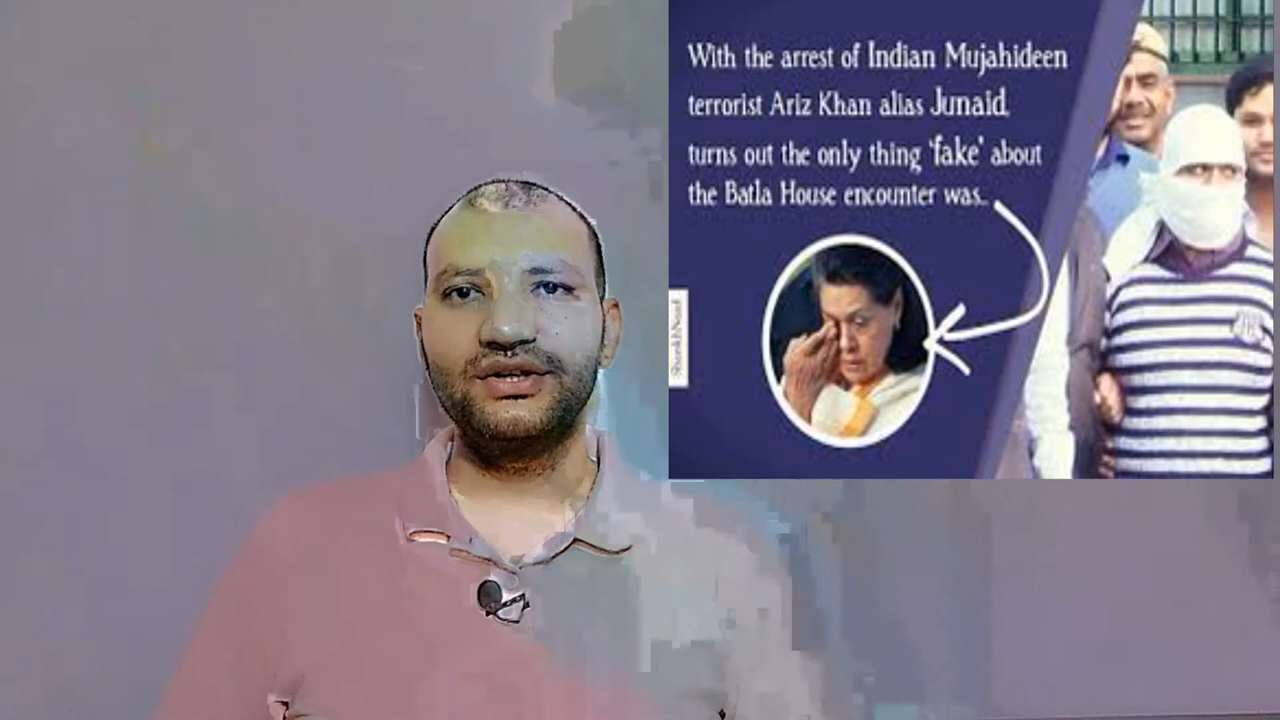 With the arrest of Indian Mujahideen
terrorist Ariz Khan alias Junaid,
turns out the only thing 'fake' about
the Batla House encounter was...
ShankhNaad